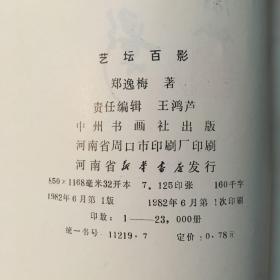 艺坛百影
郑逸梅 著
责任编辑 王鸿芦
中州书画社出版
河南省周口市印刷厂印刷
河南省新华书店发行
850×1168毫米32开本 7.125印张 160千字
1982年6月第1版 1982年6月第1次印刷
印数:1—23,000册
统一书号11219·7 定价:0.78元